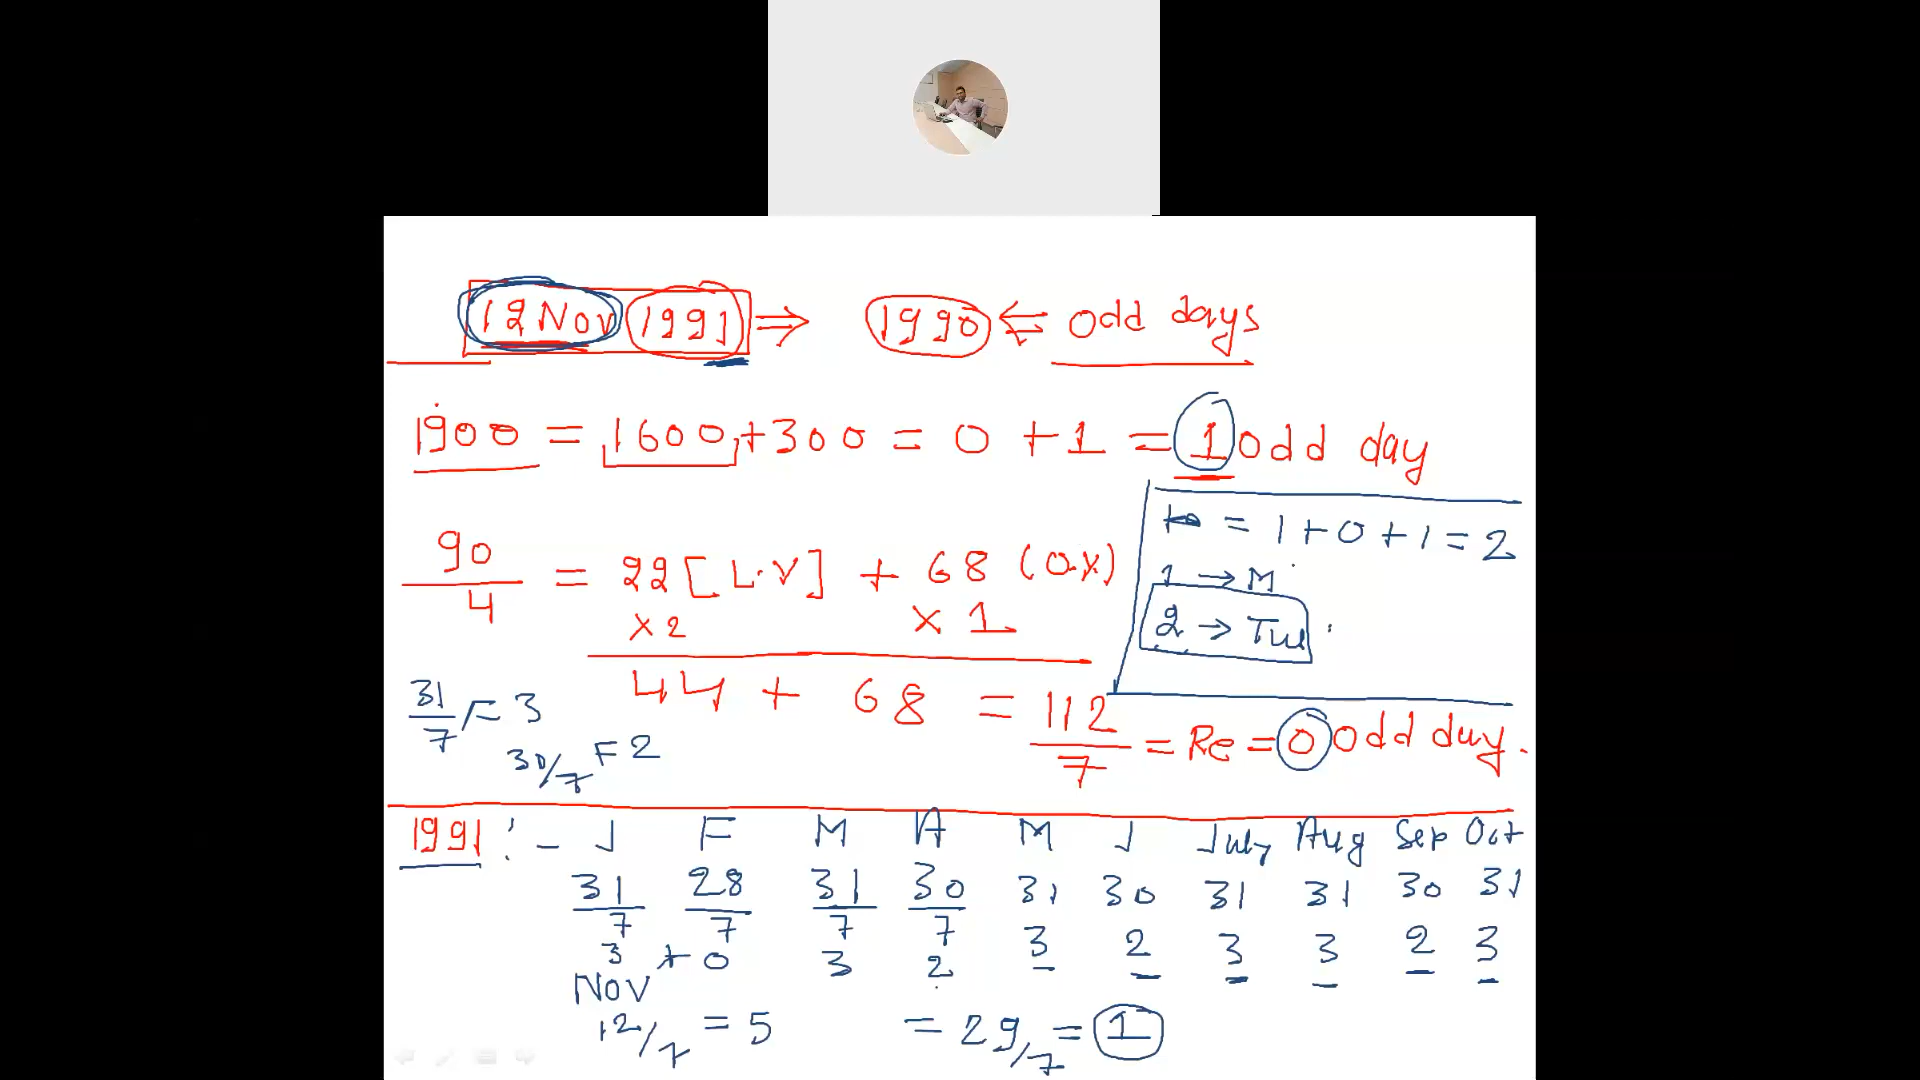 12 Nov 1991 ⇒ 1990 ⇐ Odd days
1900 = 1600 + 300 = 0 + 1 = 1 Odd day
= 1 + 0 + 1 = 2
1 → M
2 → Tue
90/4 = 22 [L.Y] + 68 (O.Y)
× 2 × 1
44 + 68 = 112/7 = Re = 0 Odd day.
31/7 = 3
30/7 = 2
1991 :- J F M A M J July Aug Sep Oct
31/7 28/7 31/7 30/7 31 30 31 31 30 31
3 + 0 3 2 3 2 3 3 2 3
Nov
12/7 = 5 = 29/7 = 1